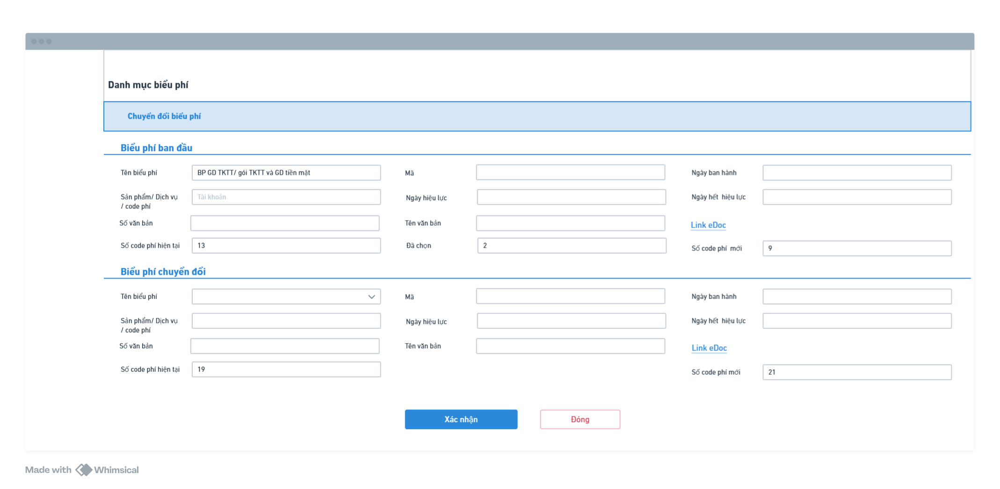 Danh mục biểu phí
Chuyển đổi biểu phí
Biểu phí ban đầu
Tên biểu phí
BP GD TKTT/ gói TKTT và GD tiền mặt
Mã
Ngày ban hành
Sản phẩm/ Dịch vụ
/ code phí
Tài khoản
Ngày hiệu lực
Ngày hết hiệu lực
Số văn bản
Tên văn bản
Link eDoc
Số code phí hiện tại
13
Đã chọn
2
Số code phí mới
9
Biểu phí chuyển đổi
Tên biểu phí
Mã
Ngày ban hành
Sản phẩm/ Dịch vụ
/ code phí
Ngày hiệu lực
Ngày hết hiệu lực
Số văn bản
Tên văn bản
Link eDoc
Số code phí hiện tại
19
Số code phí mới
21
Xác nhận
Đóng
Made with Whimsical